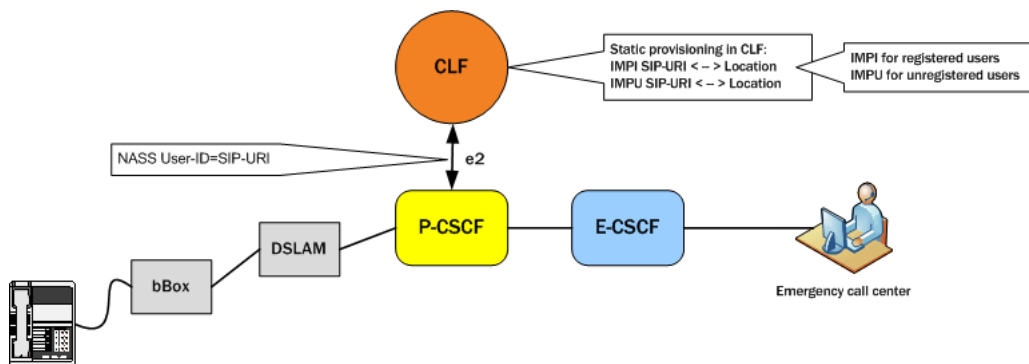 CLF
Static provisioning in CLF:
IMPI SIP-URI < -- > Location
IMPU SIP-URI < -- > Location
IMPI for registered users
IMPU for unregistered users
NASS User-ID=SIP-URI
e2
P-CSCF
E-CSCF
DSLAM
bBox
Emergency call center